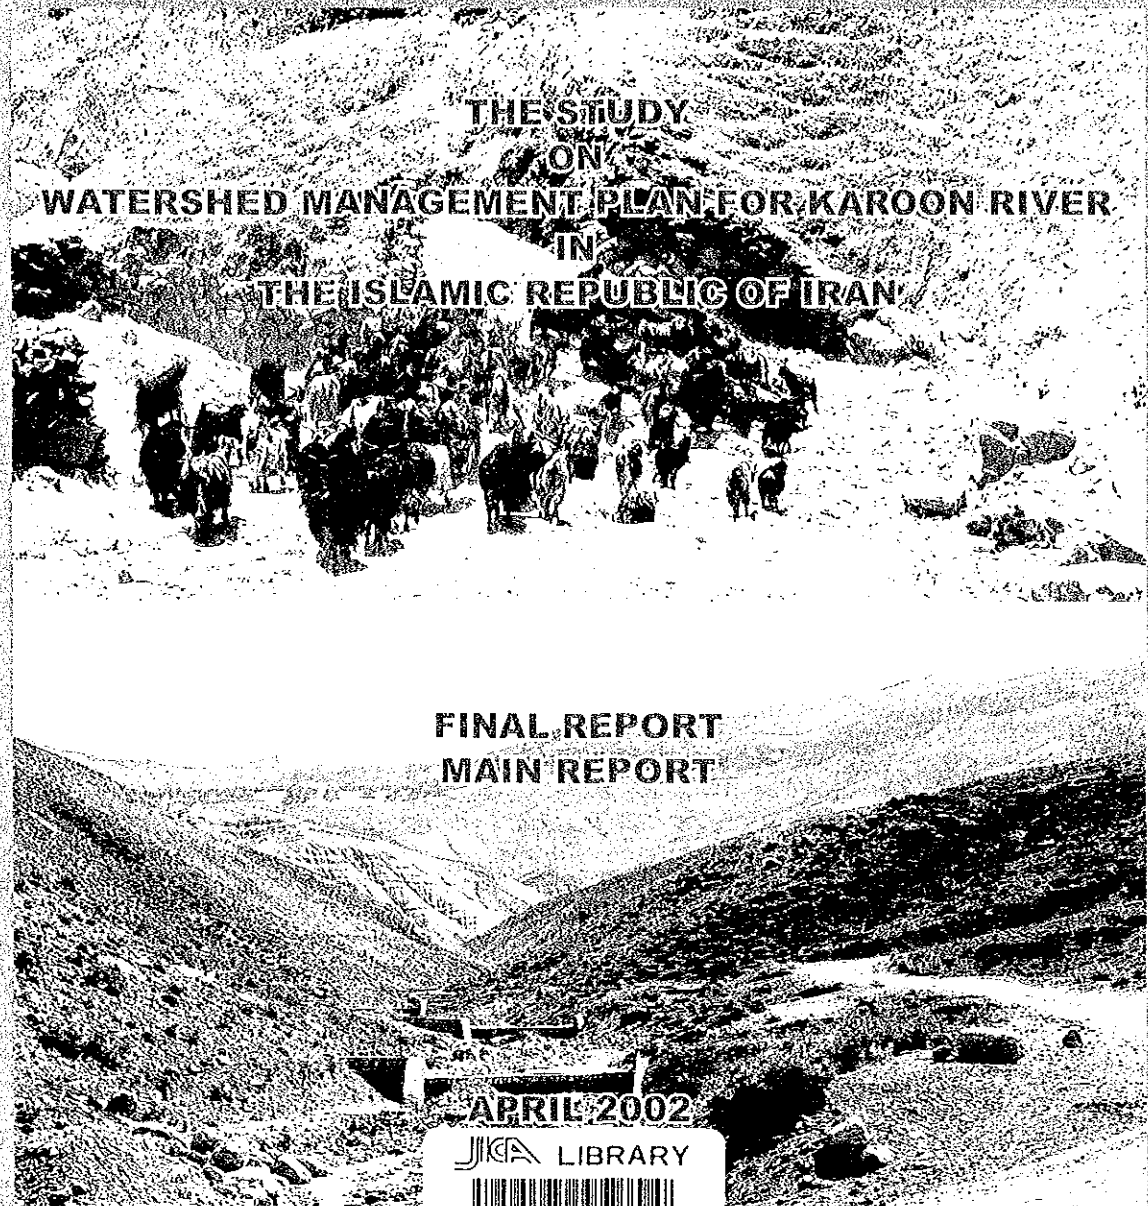 THE STUDY
ON
WATERSHED MANAGEMENT PLAN FOR KAROON RIVER
IN
THE ISLAMIC REPUBLIC OF IRAN
FINAL REPORT
MAIN REPORT
APRIL 2002
JICA LIBRARY